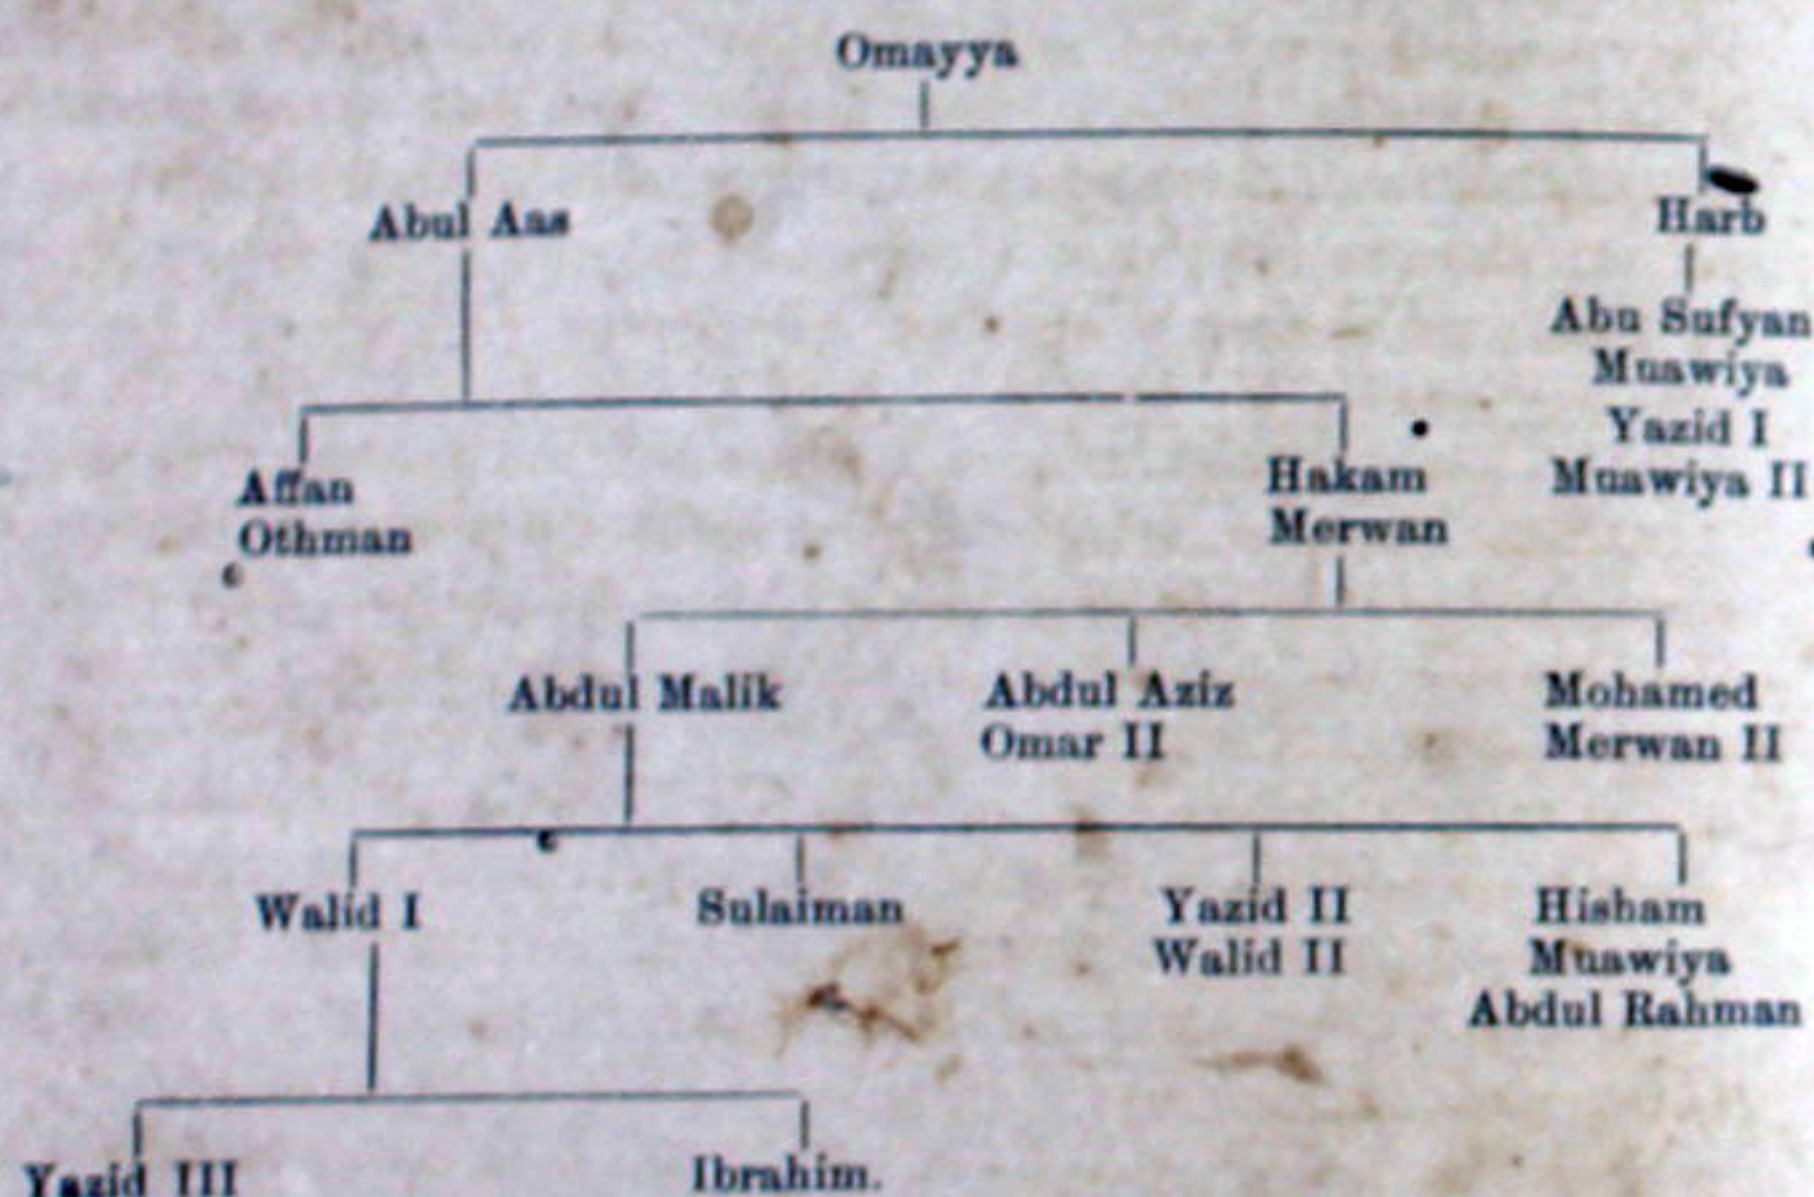 Omayya
Abul Aas
Harb
Abu Sufyan
Muawiya
Yazid I
Muawiya II
Affan
Othman
Hakam
Merwan
Abdul Malik
Abdul Aziz
Omar II
Mohamed
Merwan II
Walid I
Sulaiman
Yazid II
Walid II
Hisham
Muawiya
Abdul Rahman
Yazid III
Ibrahim.